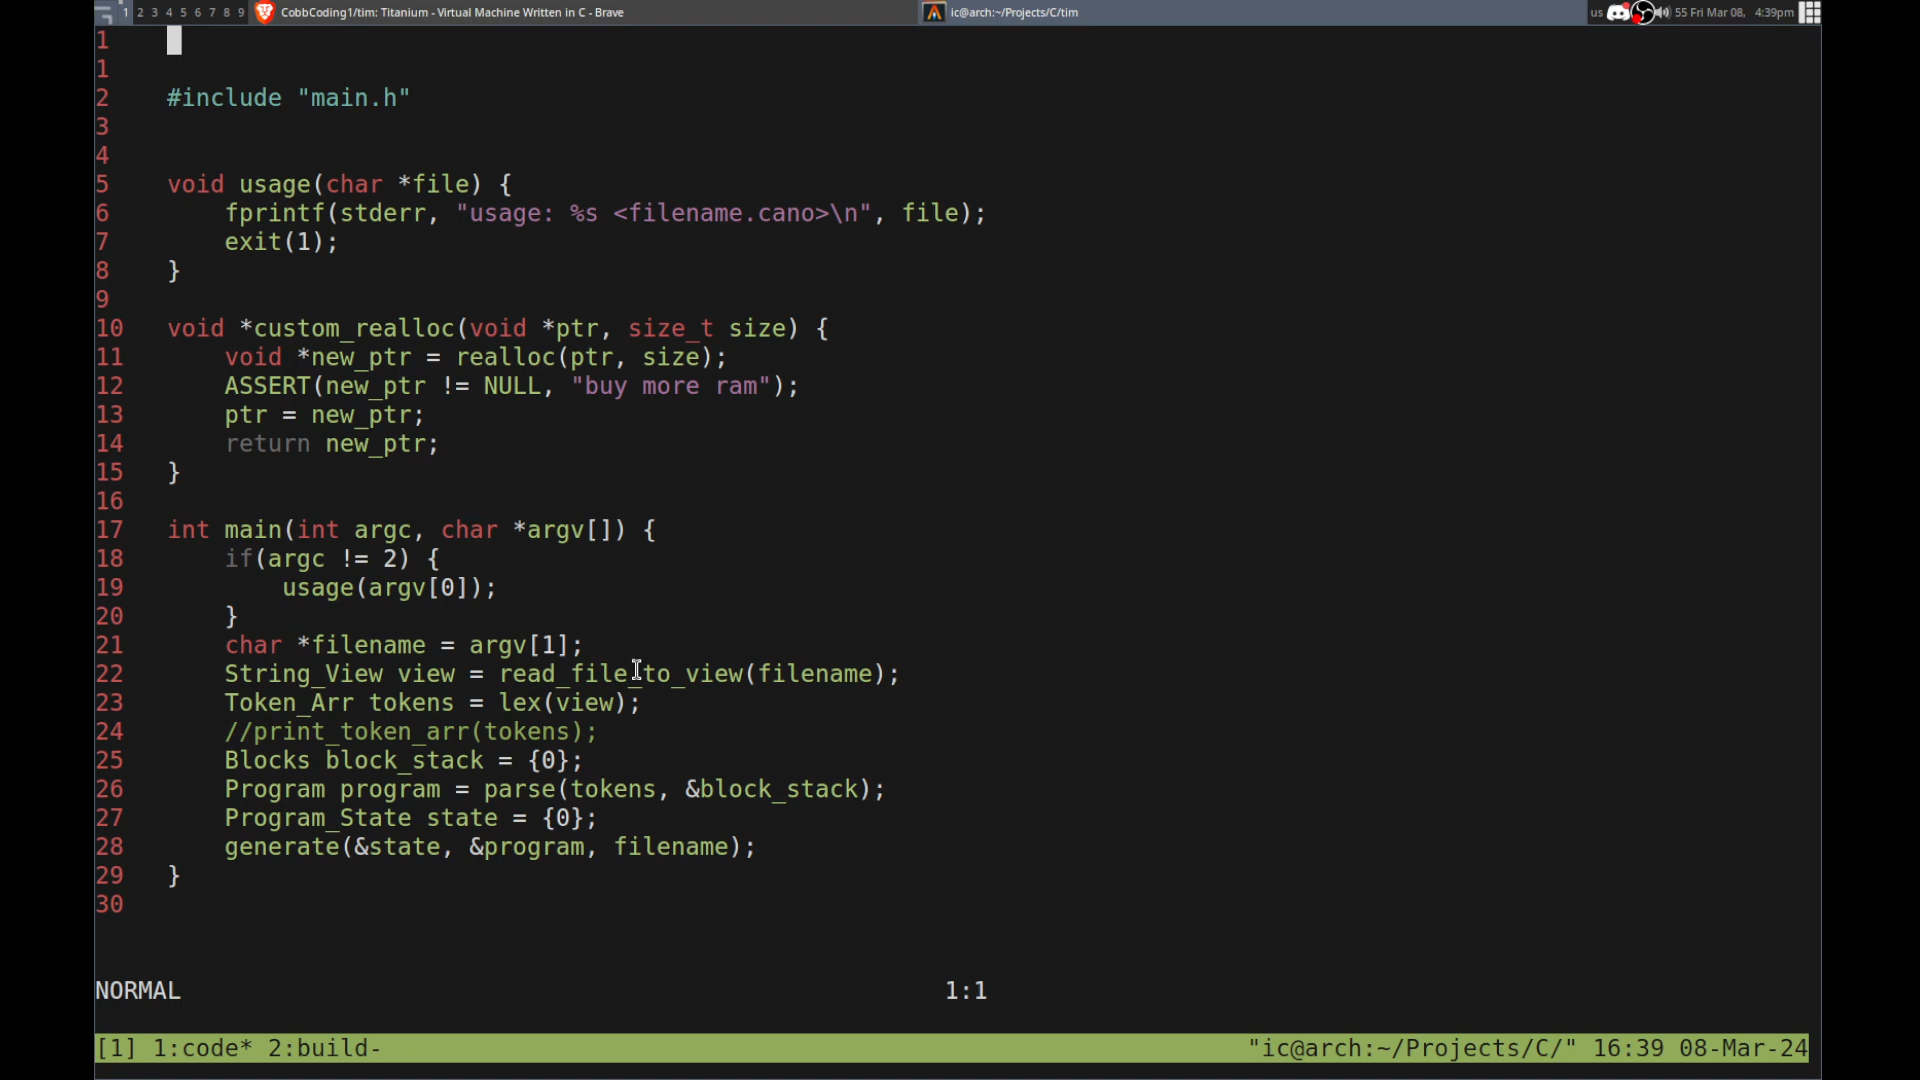 1 2 3 4 5 6 7 8 9 CobbCoding1/tim: Titanium - Virtual Machine Written in C - Brave ic@arch:~/Projects/C/tim us 55 Fri Mar 08, 4:39pm
1
1
2 #include "main.h"
3
4
5 void usage(char *file) {
6 fprintf(stderr, "usage: %s <filename.cano>\n", file);
7 exit(1);
8 }
9
10 void *custom_realloc(void *ptr, size_t size) {
11 void *new_ptr = realloc(ptr, size);
12 ASSERT(new_ptr != NULL, "buy more ram");
13 ptr = new_ptr;
14 return new_ptr;
15 }
16
17 int main(int argc, char *argv[]) {
18 if(argc != 2) {
19 usage(argv[0]);
20 }
21 char *filename = argv[1];
22 String_View view = read_file_to_view(filename);
23 Token_Arr tokens = lex(view);
24 //print_token_arr(tokens);
25 Blocks block_stack = {0};
26 Program program = parse(tokens, &block_stack);
27 Program_State state = {0};
28 generate(&state, &program, filename);
29 }
30
NORMAL 1:1
[1] 1:code* 2:build- "ic@arch:~/Projects/C/" 16:39 08-Mar-24